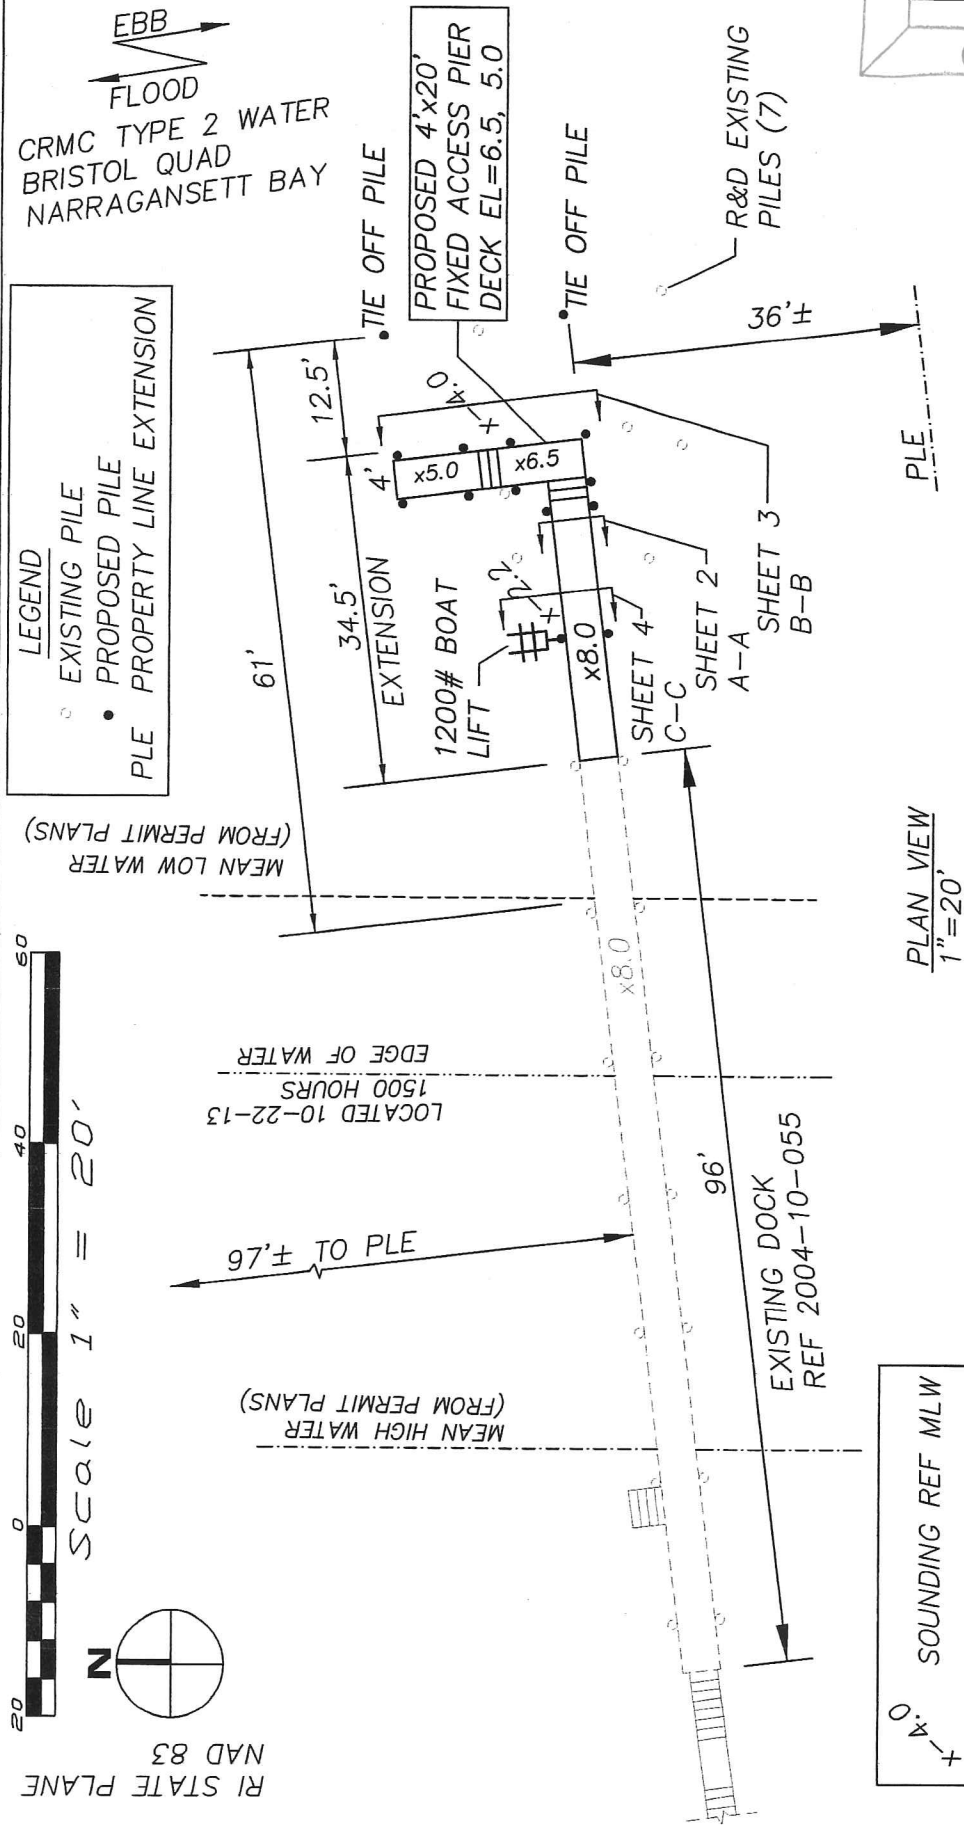 EBB
FLOOD
CRMC TYPE 2 WATER
BRISTOL QUAD
NARRAGANSETT BAY
LEGEND
EXISTING PILE
PROPOSED PILE
PLE PROPERTY LINE EXTENSION
TIE OFF PILE
PROPOSED 4'x20'
FIXED ACCESS PIER
DECK EL=6.5, 5.0
TIE OFF PILE
R&D EXISTING
PILES (7)
36'±
PLE
12.5'
61'
34.5'
EXTENSION
4'
x5.0
x6.5
4.0
1200# BOAT
LIFT
2.2
x8.0
SHEET 4
C-C
SHEET 2
A-A
SHEET 3
B-B
MEAN LOW WATER
(FROM PERMIT PLANS)
x8.0
EDGE OF WATER
LOCATED 10-22-13
1500 HOURS
97'± TO PLE
96'
EXISTING DOCK
REF 2004-10-055
MEAN HIGH WATER
(FROM PERMIT PLANS)
20 0 20 40 60
Scale 1" = 20'
N
RI STATE PLANE
NAD 83
PLAN VIEW
1"=20'
4.0 SOUNDING REF MLW